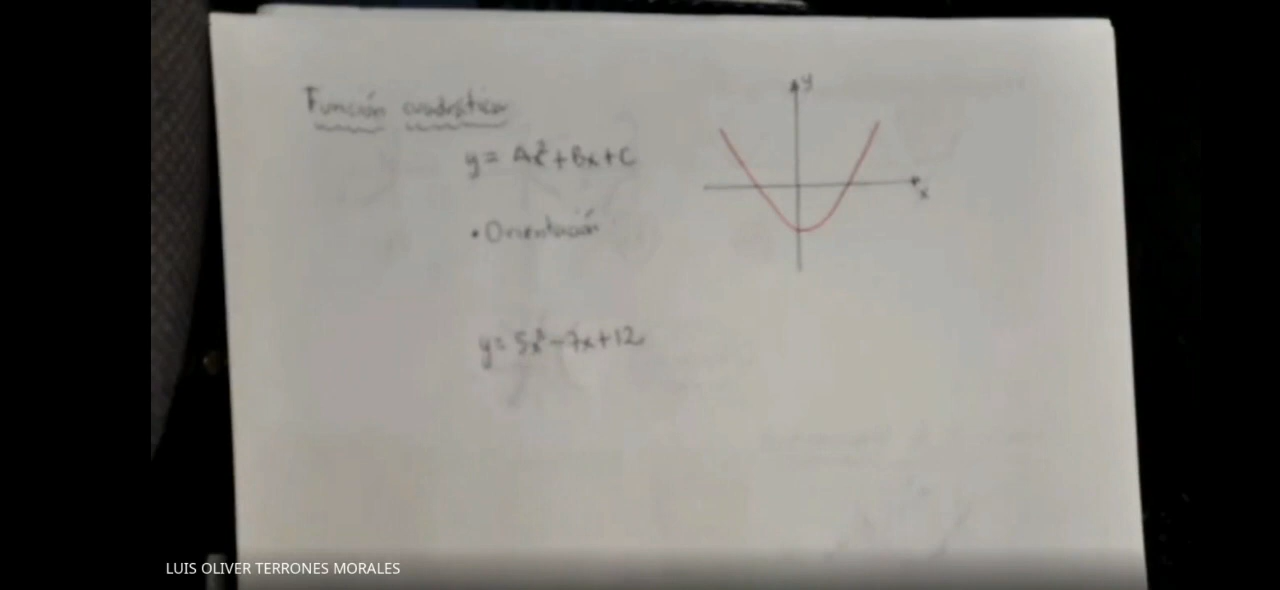 Función cuadrática
y = Ax² + Bx + C
• Orientación
y = 5x² - 7x + 12
y
x
LUIS OLIVER TERRONES MORALES